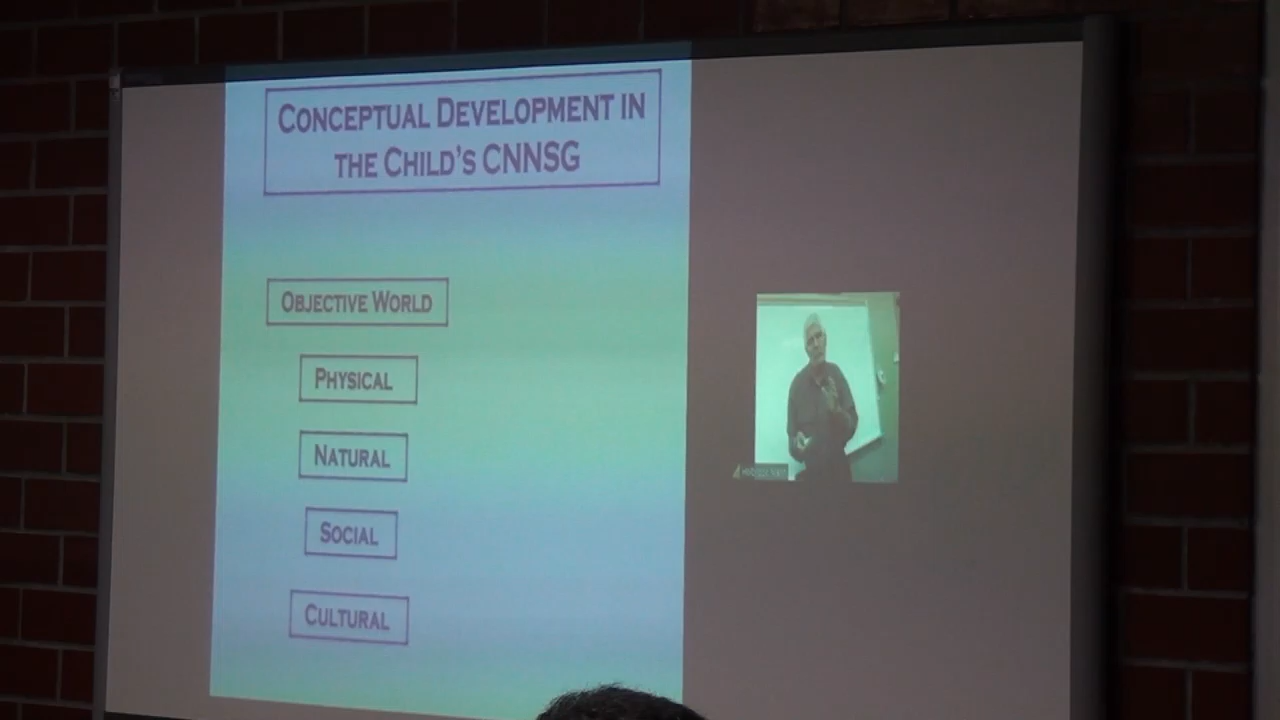 CONCEPTUAL DEVELOPMENT IN
THE CHILD'S CNNSG
OBJECTIVE WORLD
PHYSICAL
NATURAL
SOCIAL
CULTURAL